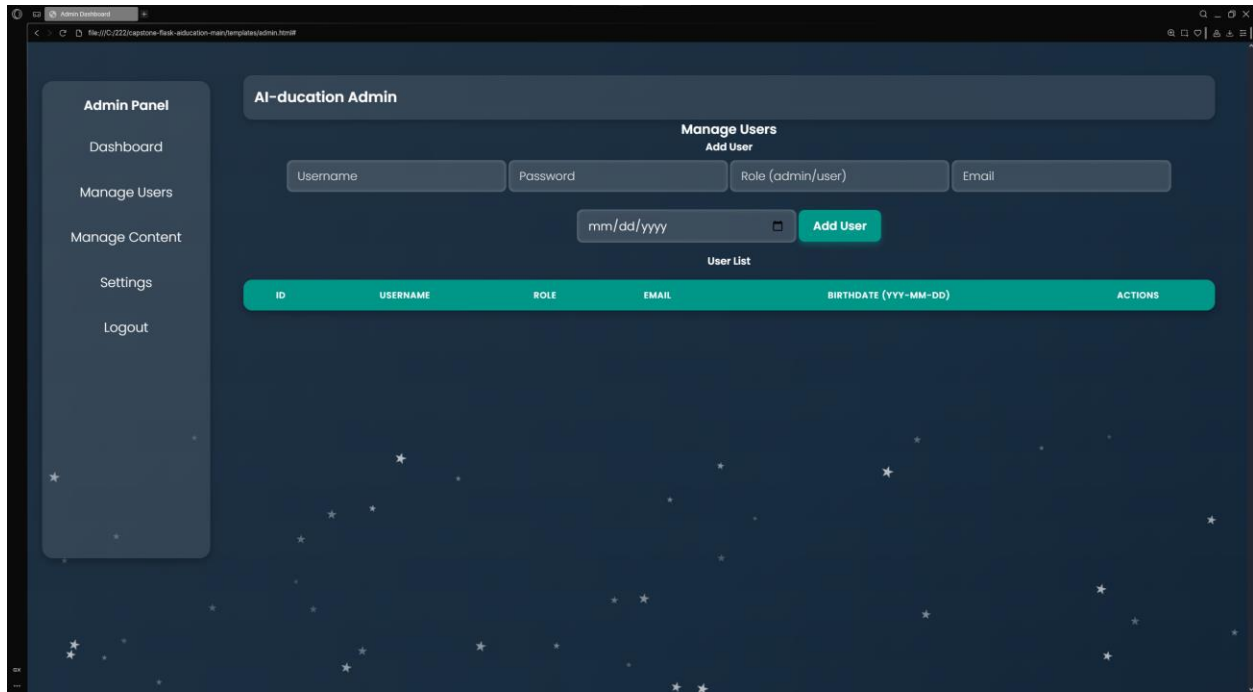 Admin Dashboard
file:///C:/222/capstone-flask-aiducation-main/templates/admin.html#
Admin Panel
Dashboard
Manage Users
Manage Content
Settings
Logout
AI-ducation Admin
Manage Users
Add User
Username Password Role (admin/user) Email
mm/dd/yyyy Add User
User List
ID USERNAME ROLE EMAIL BIRTHDATE (YYY-MM-DD) ACTIONS